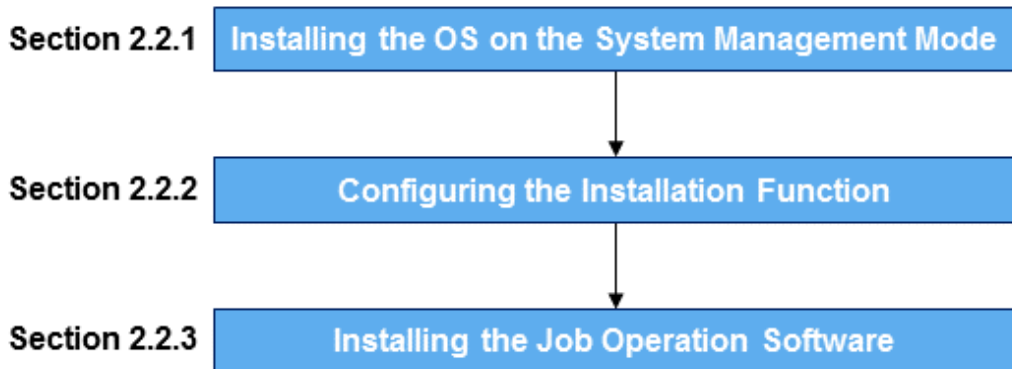 Section 2.2.1 Installing the OS on the System Management Mode
Section 2.2.2 Configuring the Installation Function
Section 2.2.3 Installing the Job Operation Software